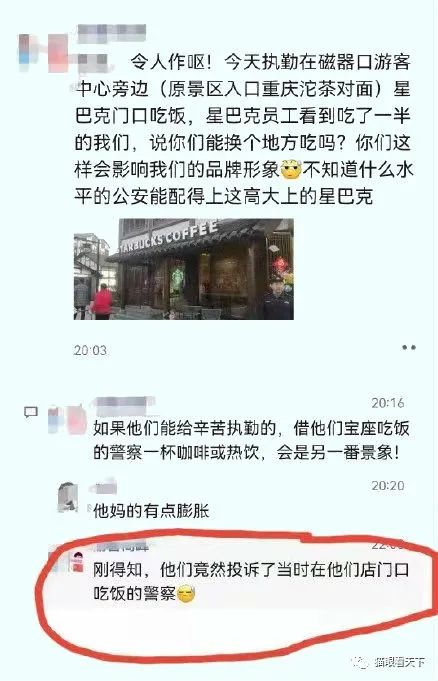 令人作呕！今天执勤在磁器口游客
中心旁边（原景区入口重庆沱茶对面）星
巴克门口吃饭，星巴克员工看到吃了一半
的我们，说你们能换个地方吃吗？你们这
样会影响我们的品牌形象😟不知道什么水
平的公安能配得上这高大上的星巴克
STARBUCKS COFFEE
20:03
20:16
如果他们能给辛苦执勤的，借他们宝座吃饭
的警察一杯咖啡或热饮，会是另一番景象！
20:20
他妈的有点膨胀
刚得知，他们竟然投诉了当时在他们店门口
吃饭的警察😅
猫眼看天下